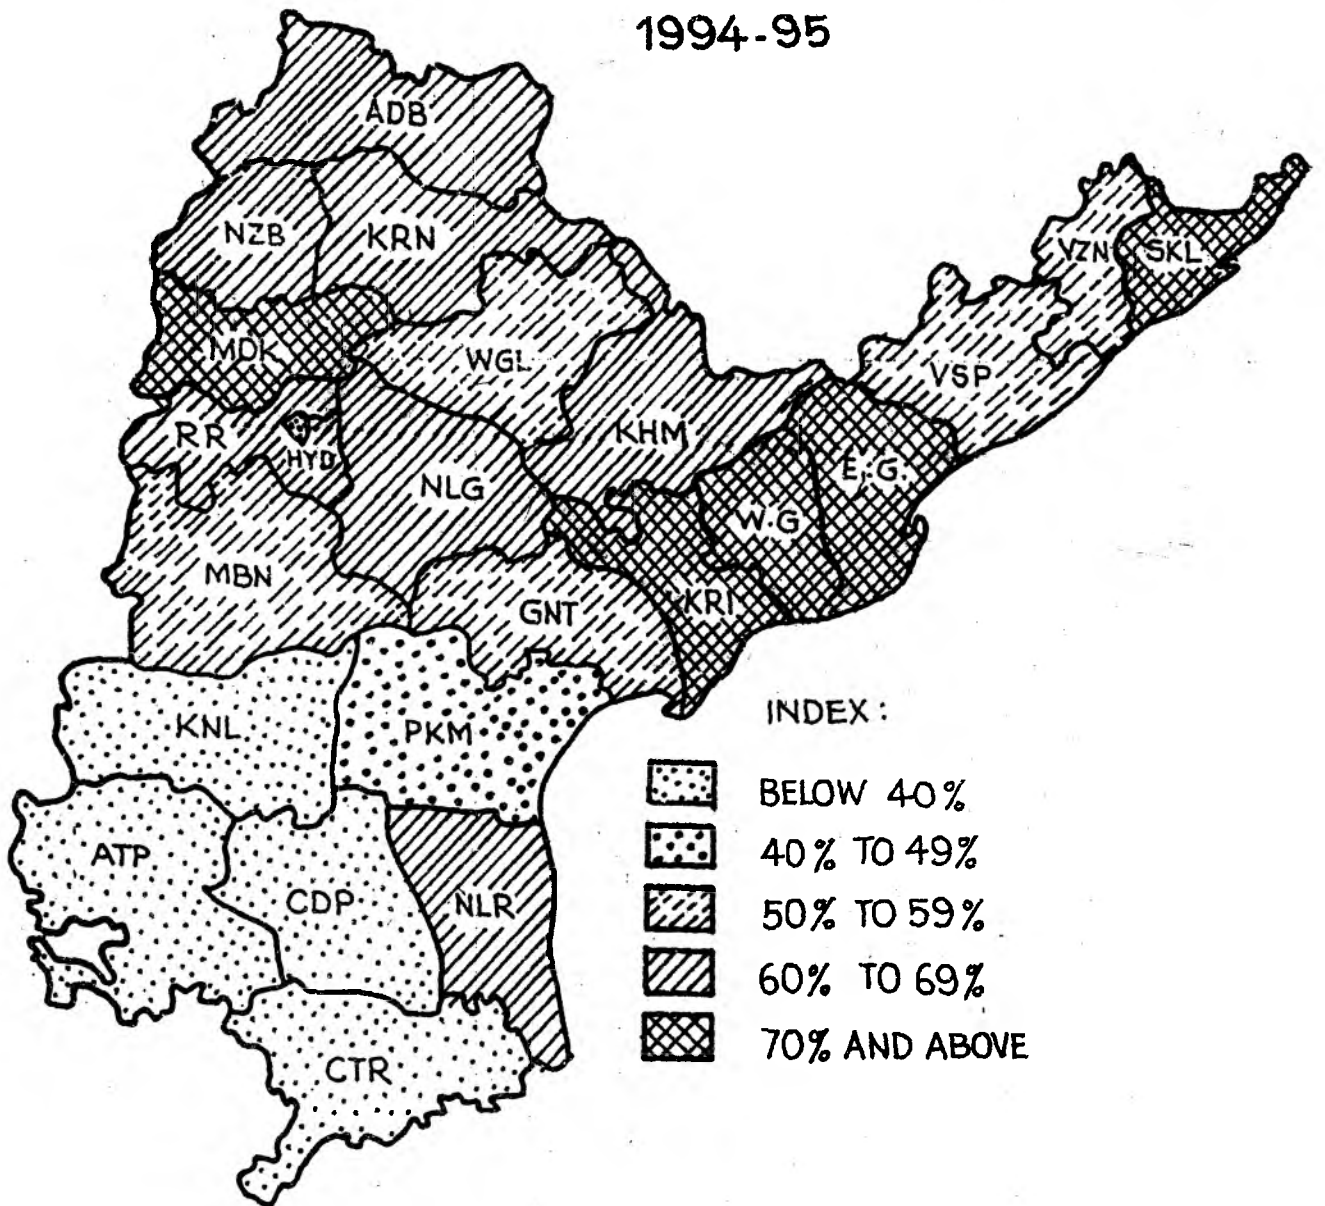 1994-95
ADB
NZB
KRN
MDK
WGL
RR
HYD
NLG
KHM
VZN
SKL
VSP
E.G.
W.G
KRI
MBN
GNT
KNL
PKM
ATP
CDP
NLR
CTR
INDEX :
BELOW 40%
40% TO 49%
50% TO 59%
60% TO 69%
70% AND ABOVE